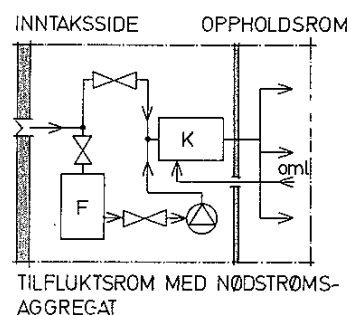 INNTAKSSIDE OPPHOLDSROM
K
oml
F
TILFLUKTSROM MED NØDSTRØMS-
AGGREGAT